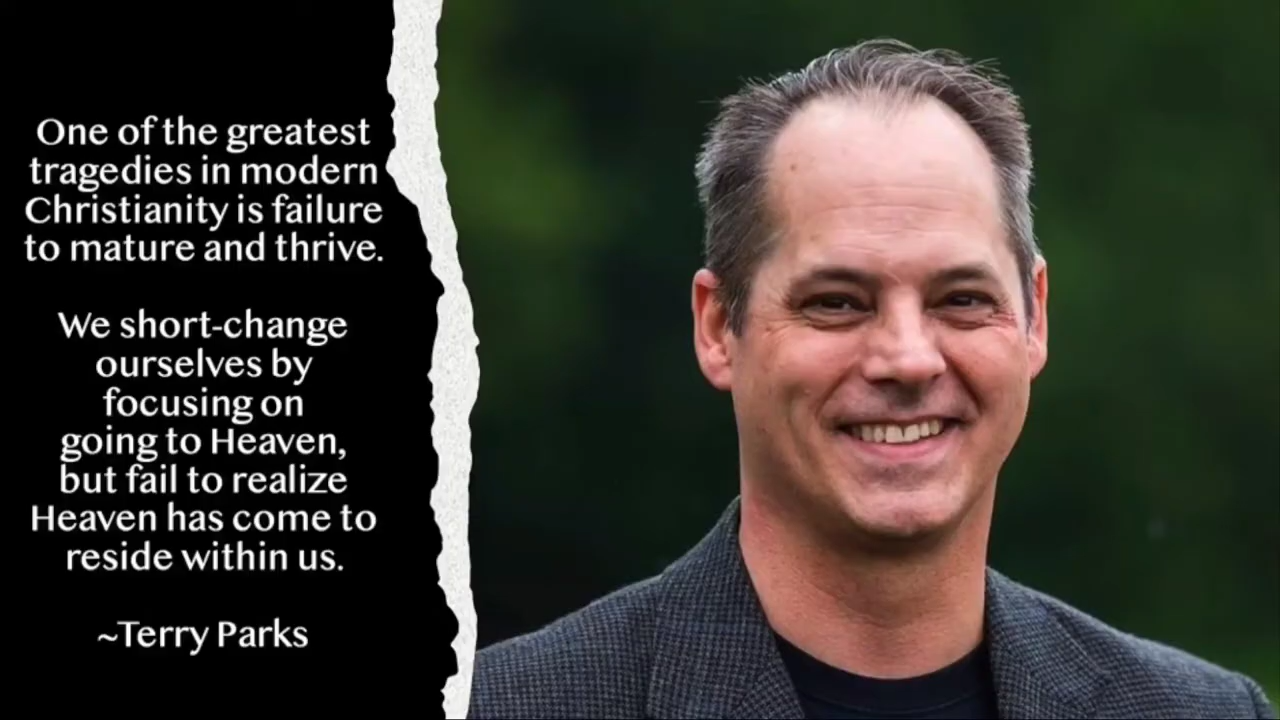 One of the greatest
tragedies in modern
Christianity is failure
to mature and thrive.
We short-change
ourselves by
focusing on
going to Heaven,
but fail to realize
Heaven has come to
reside within us.
~Terry Parks